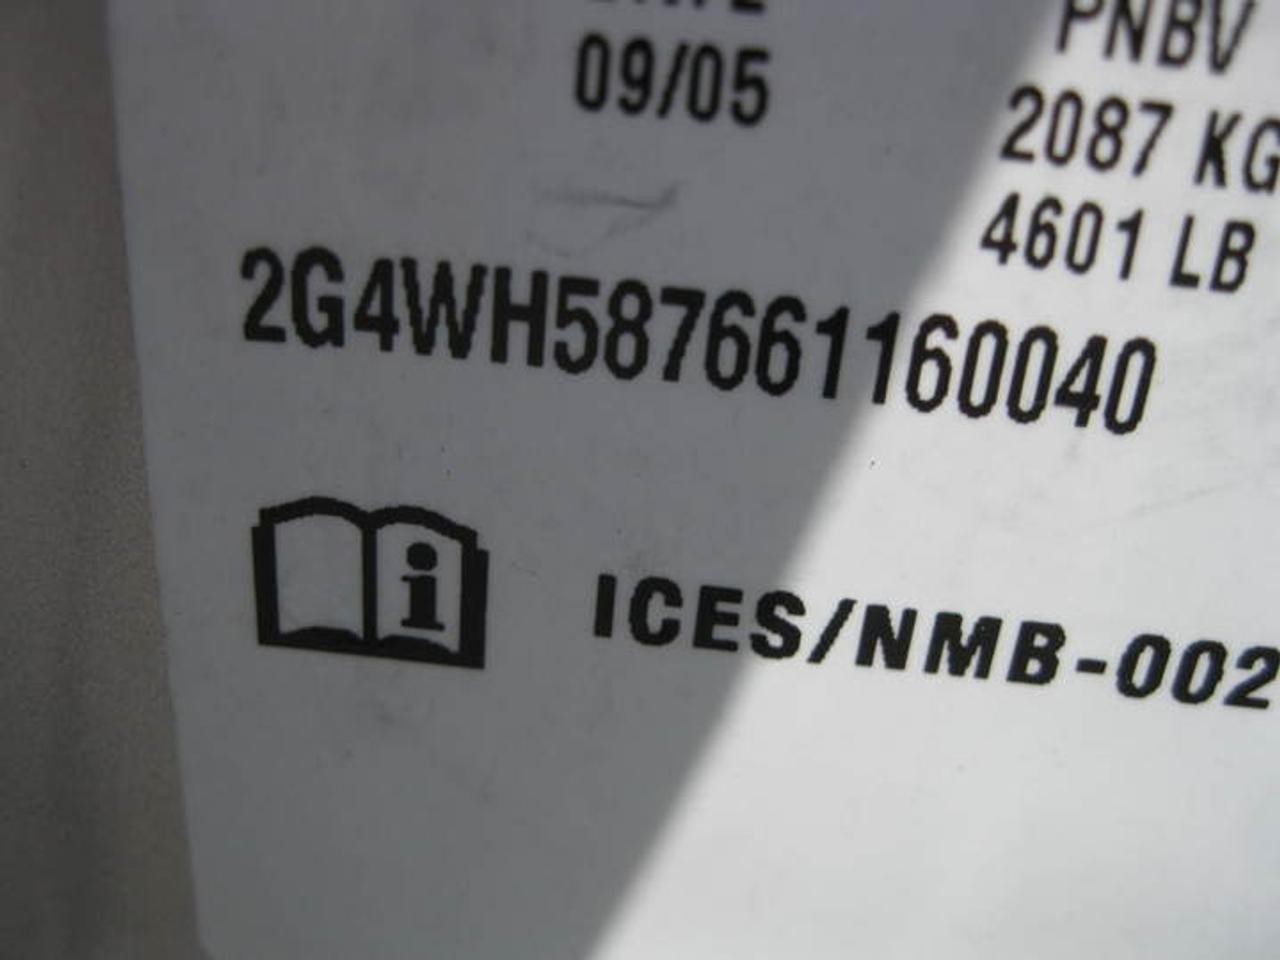 09/05
PNBV
2087 KG
4601 LB
2G4WH587661160040
i
ICES/NMB-002